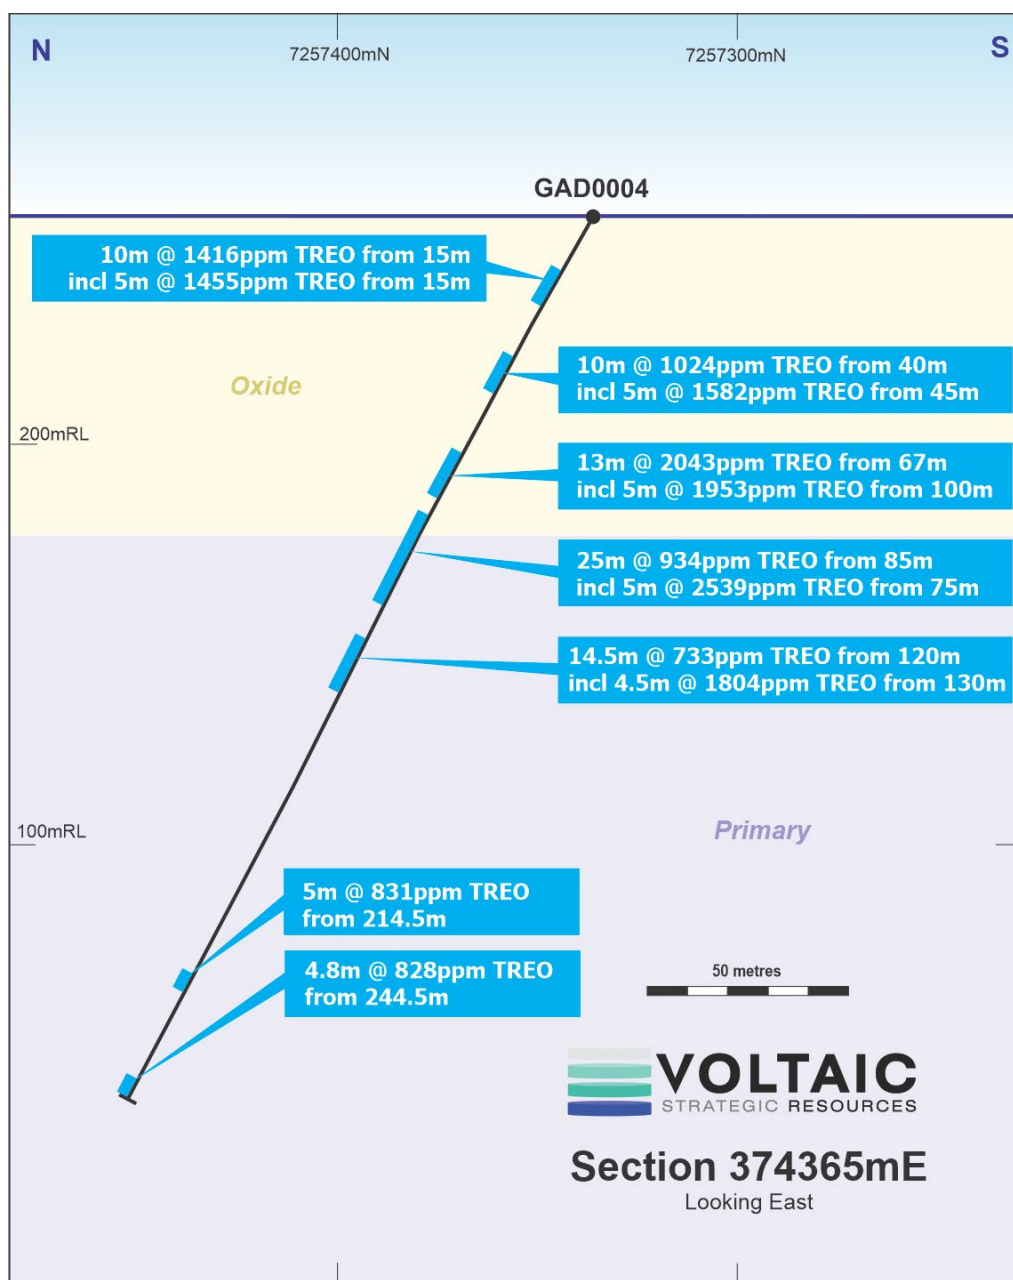 N
7257400mN
7257300mN
S
GAD0004
10m @ 1416ppm TREO from 15m
incl 5m @ 1455ppm TREO from 15m
10m @ 1024ppm TREO from 40m
incl 5m @ 1582ppm TREO from 45m
Oxide
200mRL
13m @ 2043ppm TREO from 67m
incl 5m @ 1953ppm TREO from 100m
25m @ 934ppm TREO from 85m
incl 5m @ 2539ppm TREO from 75m
14.5m @ 733ppm TREO from 120m
incl 4.5m @ 1804ppm TREO from 130m
100mRL
Primary
5m @ 831ppm TREO
from 214.5m
4.8m @ 828ppm TREO
from 244.5m
50 metres
VOLTAIC
STRATEGIC RESOURCES
Section 374365mE
Looking East